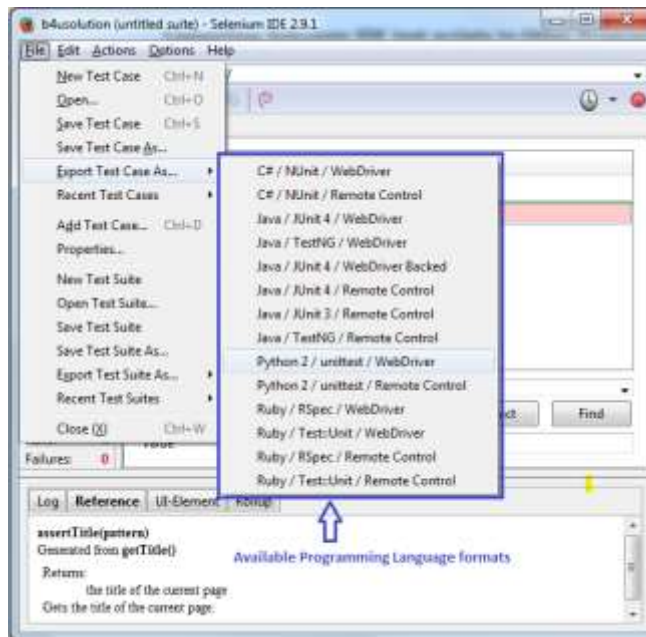 b4usolution (untitled suite) - Selenium IDE 2.9.1
File Edit Actions Options Help
New Test Case Ctrl+N
Open... Ctrl+O
Save Test Case Ctrl+S
Save Test Case As...
Export Test Case As...
Recent Test Cases
Add Test Case... Ctrl+D
Properties...
New Test Suite
Open Test Suite...
Save Test Suite
Save Test Suite As...
Export Test Suite As...
Recent Test Suites
Close (X) Ctrl+W
C# / NUnit / WebDriver
C# / NUnit / Remote Control
Java / JUnit 4 / WebDriver
Java / TestNG / WebDriver
Java / JUnit 4 / WebDriver Backed
Java / JUnit 4 / Remote Control
Java / JUnit 3 / Remote Control
Java / TestNG / Remote Control
Python 2 / unittest / WebDriver
Python 2 / unittest / Remote Control
Ruby / RSpec / WebDriver
Ruby / Test::Unit / WebDriver
Ruby / RSpec / Remote Control
Ruby / Test::Unit / Remote Control
Find
Failures: 0
Log Reference UI-Element Rollup
Available Programming Language formats
assertTitle(pattern)
Generated from getTitle()
Returns:
the title of the current page
Gets the title of the current page.